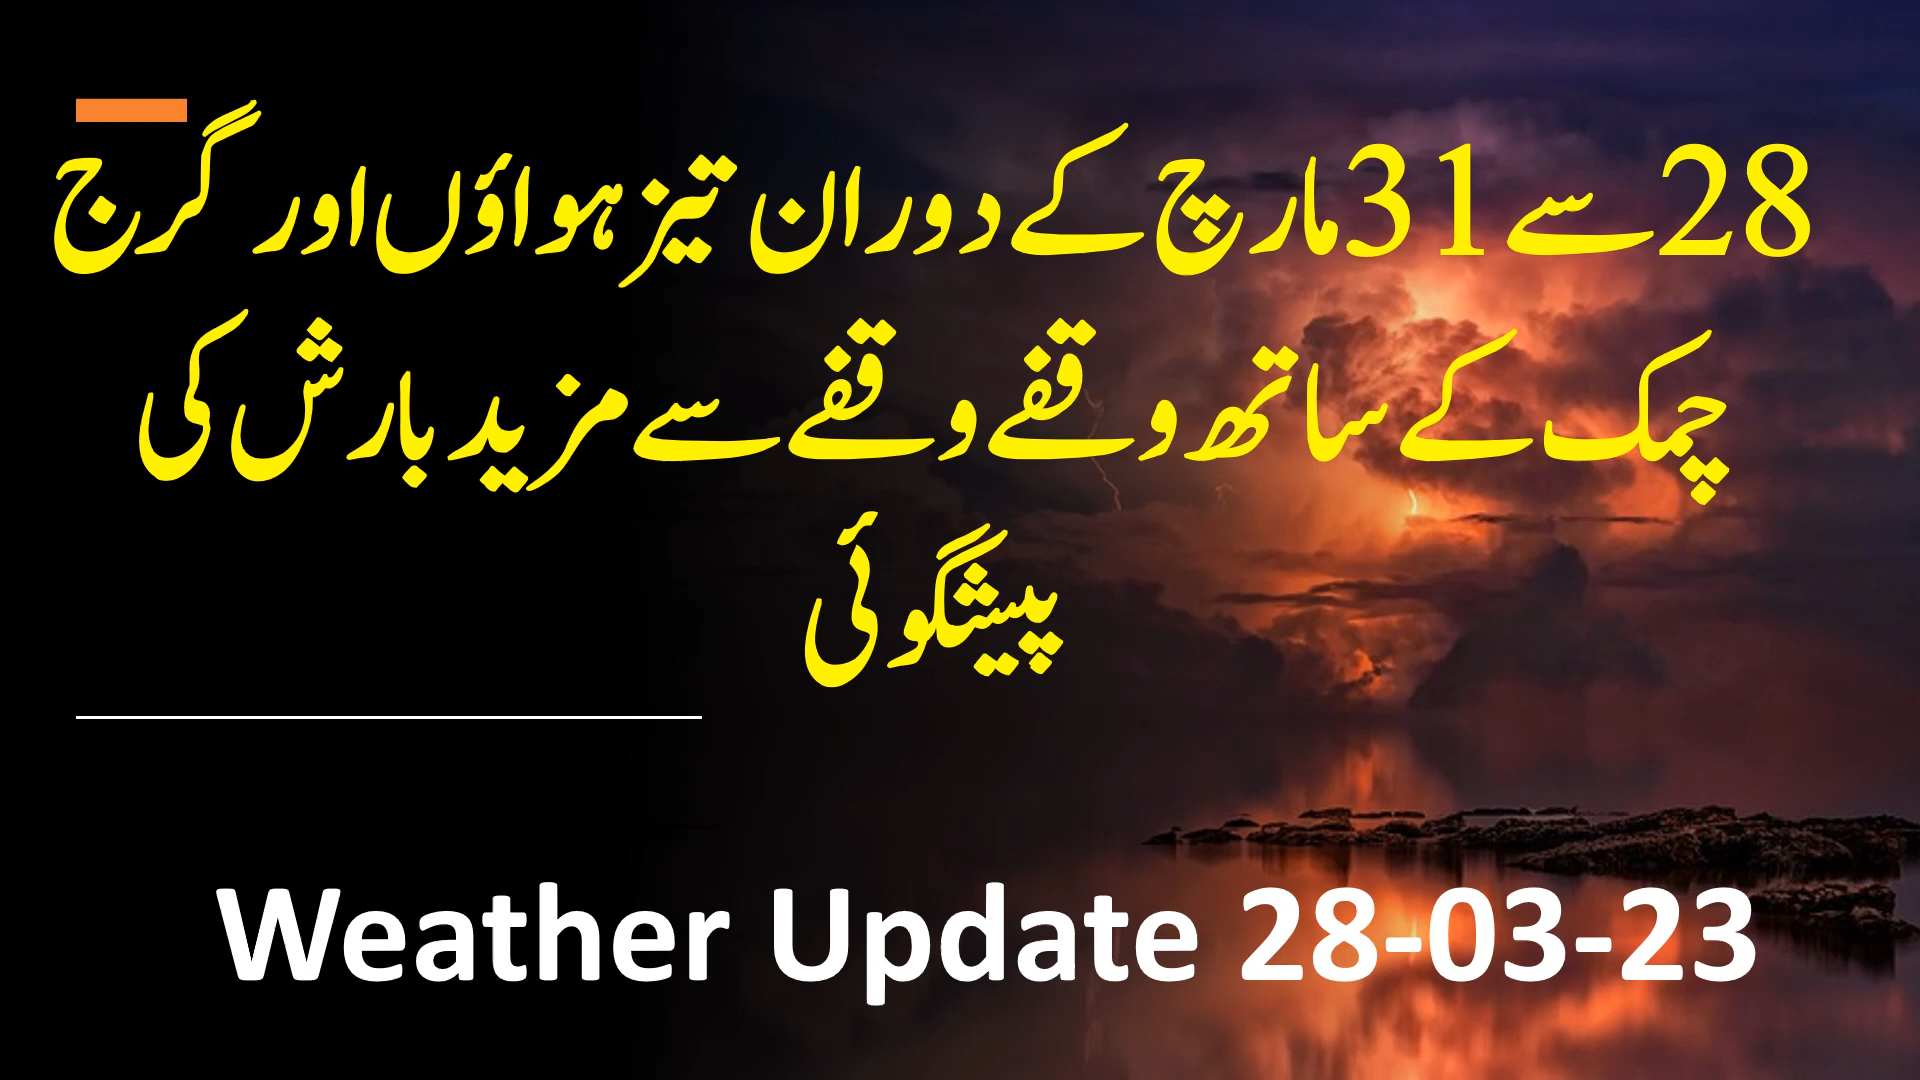 28 سے 31 مارچ کے دوران تیز ہواؤں اور گرج
چمک کے ساتھ وقفے وقفے سے مزید بارش کی
پیشگوئی
Weather Update 28-03-23